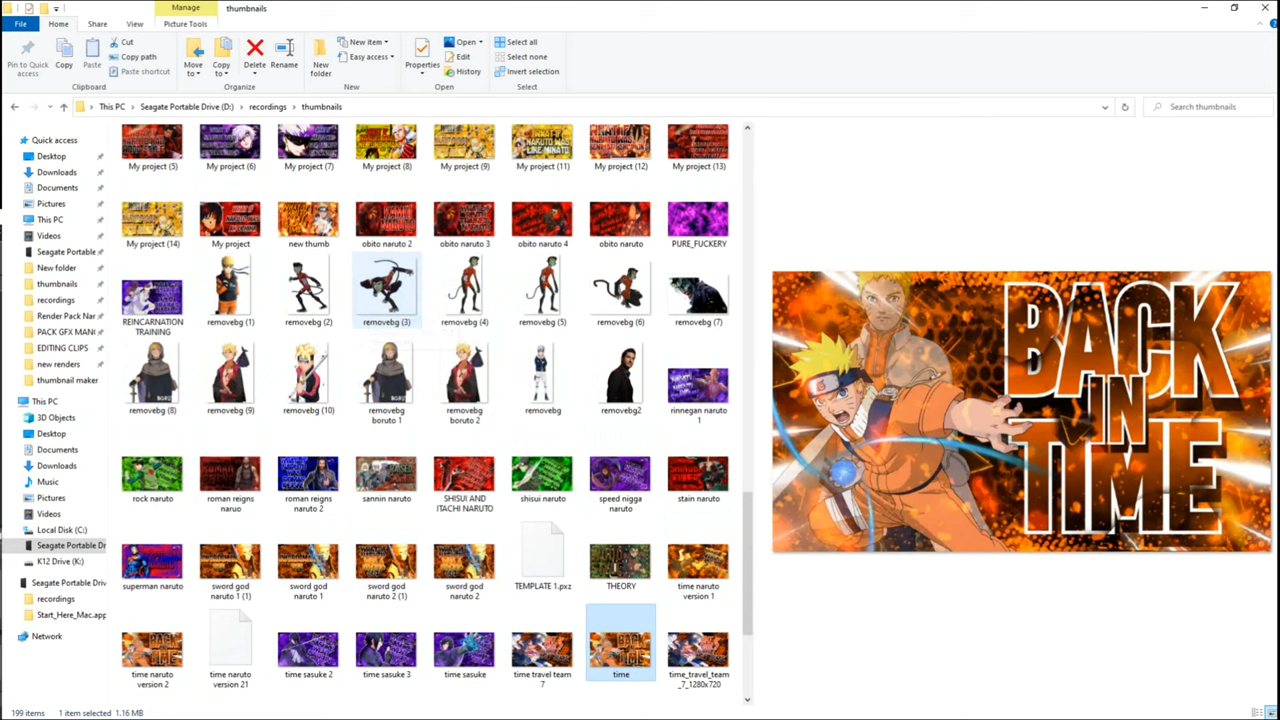 Manage
thumbnails
File
Home
Share
View
Picture Tools
Pin to Quick access
Copy
Paste
Cut
Copy path
Paste shortcut
Clipboard
Move to
Copy to
Delete
Rename
Organize
New folder
New item
Easy access
New
Properties
Open
Edit
History
Open
Select all
Select none
Invert selection
Select
This PC
Seagate Portable Drive (D:)
recordings
thumbnails
Search thumbnails
Quick access
Desktop
Downloads
Documents
Pictures
This PC
Videos
Seagate Portable
New folder
thumbnails
recordings
Render Pack Nar
PACK GFX MANG
EDITING CLIPS
new renders
thumbnail maker
This PC
3D Objects
Desktop
Documents
Downloads
Music
Pictures
Videos
Local Disk (C:)
Seagate Portable Dr
K12 Drive (K:)
Seagate Portable Driv
recordings
Start_Here_Mac.app
Network
My project (5)
My project (6)
My project (7)
My project (8)
My project (9)
My project (11)
My project (12)
My project (13)
My project (14)
My project
new thumb
obito naruto 2
obito naruto 3
obito naruto 4
obito naruto
PURE_FUCKERY
REINCARNATION TRAINING
removebg (1)
removebg (2)
removebg (3)
removebg (4)
removebg (5)
removebg (6)
removebg (7)
removebg (8)
removebg (9)
removebg (10)
removebg boruto 1
removebg boruto 2
removebg
removebg2
rinnegan naruto 1
rock naruto
roman reigns naruo
roman reigns naruto 2
sannin naruto
SHISUI AND ITACHI NARUTO
shisui naruto
speed nigga naruto
stain naruto
superman naruto
sword god naruto 1 (1)
sword god naruto 1
sword god naruto 2 (1)
sword god naruto 2
TEMPLATE 1.pxz
THEORY
time naruto version 1
time naruto version 2
time naruto version 21
time sasuke 2
time sasuke 3
time sasuke
time travel team 7
time
time_travel_team_7_1280x720
BACK
IN
TIME
199 items
1 item selected 1.16 MB